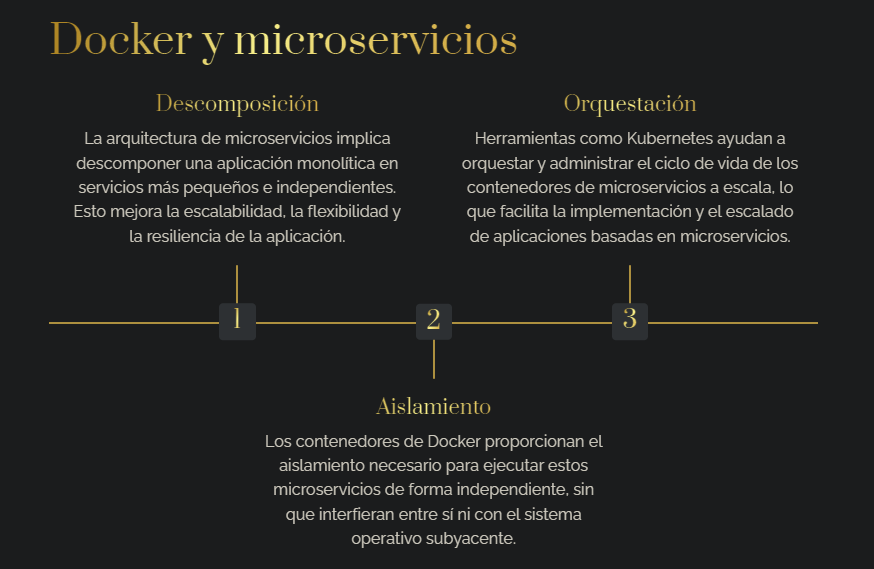 Docker y microservicios
Descomposición
La arquitectura de microservicios implica
descomponer una aplicación monolítica en
servicios más pequeños e independientes.
Esto mejora la escalabilidad, la flexibilidad y
la resiliencia de la aplicación.
Orquestación
Herramientas como Kubernetes ayudan a
orquestar y administrar el ciclo de vida de los
contenedores de microservicios a escala, lo
que facilita la implementación y el escalado
de aplicaciones basadas en microservicios.
1
2
3
Aislamiento
Los contenedores de Docker proporcionan el
aislamiento necesario para ejecutar estos
microservicios de forma independiente, sin
que interfieran entre sí ni con el sistema
operativo subyacente.